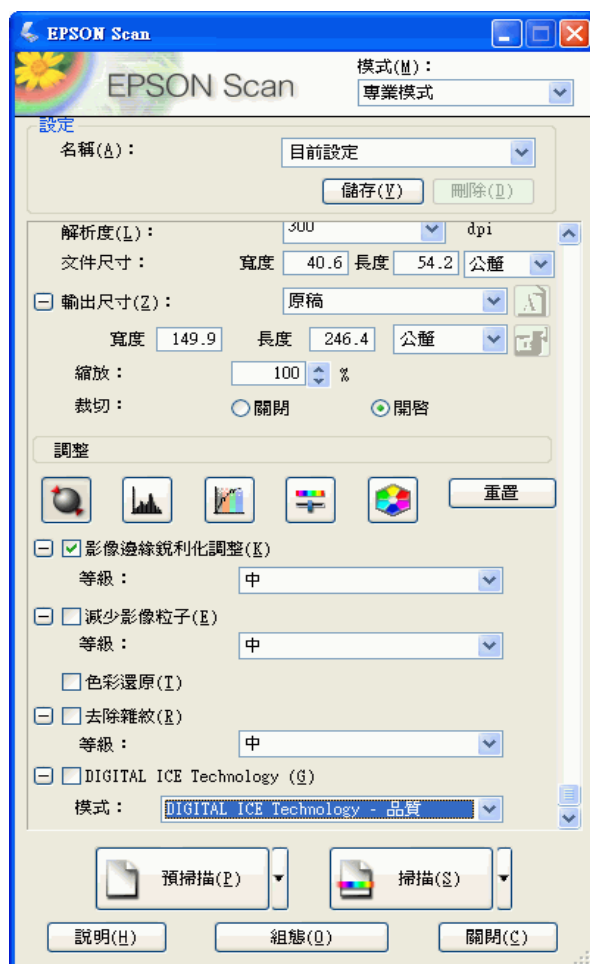 EPSON Scan
EPSON Scan
模式(M)：
專業模式
設定
名稱(A)：
目前設定
儲存(V)
刪除(D)
解析度(L)：
300
dpi
文件尺寸：
寬度
40.6
長度
54.2
公釐
輸出尺寸(Z)：
原稿
寬度
149.9
長度
246.4
公釐
縮放：
100
%
裁切：
關閉
開啓
調整
重置
影像邊緣銳利化調整(K)
等級：
中
減少影像粒子(E)
等級：
中
色彩還原(T)
去除雜紋(R)
等級：
中
DIGITAL ICE Technology (G)
模式：
DIGITAL ICE Technology - 品質
預掃描(P)
掃描(S)
說明(H)
組態(O)
關閉(C)